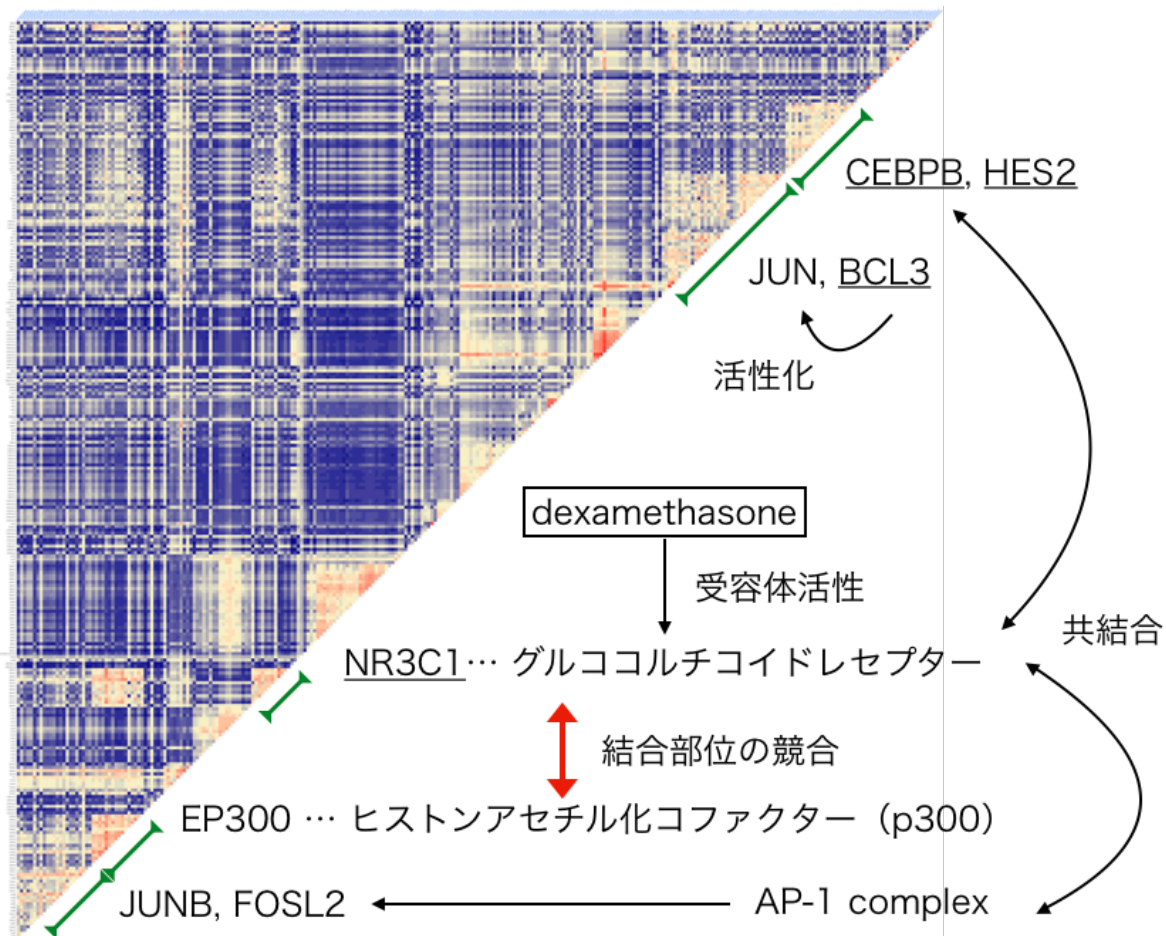 CEBPB, HES2
JUN, BCL3
活性化
dexamethasone
受容体活性
共結合
NR3C1… グルココルチコイドレセプター
結合部位の競合
EP300 … ヒストンアセチル化コファクター（p300）
JUNB, FOSL2
AP-1 complex